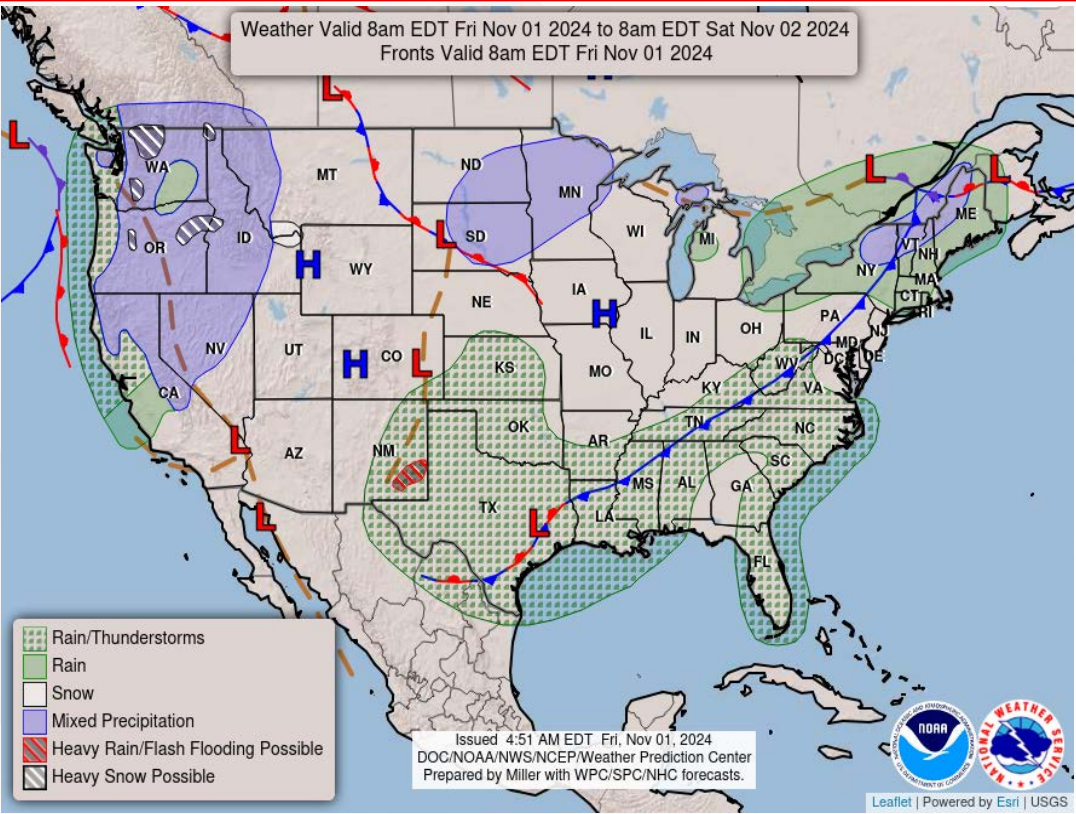 Weather Valid 8am EDT Fri Nov 01 2024 to 8am EDT Sat Nov 02 2024
Fronts Valid 8am EDT Fri Nov 01 2024
L
H
L
L
L
WA
MT
ND
MN
ME
OR
ID
WY
SD
WI
MI
VT
NH
NY
MA
CT
RI
H
L
NE
IA
H
PA
NJ
NV
UT
H
CO
L
KS
MO
IL
IN
OH
WV
MD
DC
DE
CA
KY
VA
L
AZ
NM
OK
AR
TN
NC
SC
L
TX
L
LA
MS
AL
GA
FL
Rain/Thunderstorms
Rain
Snow
Mixed Precipitation
Heavy Rain/Flash Flooding Possible
Heavy Snow Possible
Issued 4:51 AM EDT Fri, Nov 01, 2024
DOC/NOAA/NWS/NCEP/Weather Prediction Center
Prepared by Miller with WPC/SPC/NHC forecasts.
NOAA
NATIONAL WEATHER SERVICE
Leaflet | Powered by Esri | USGS